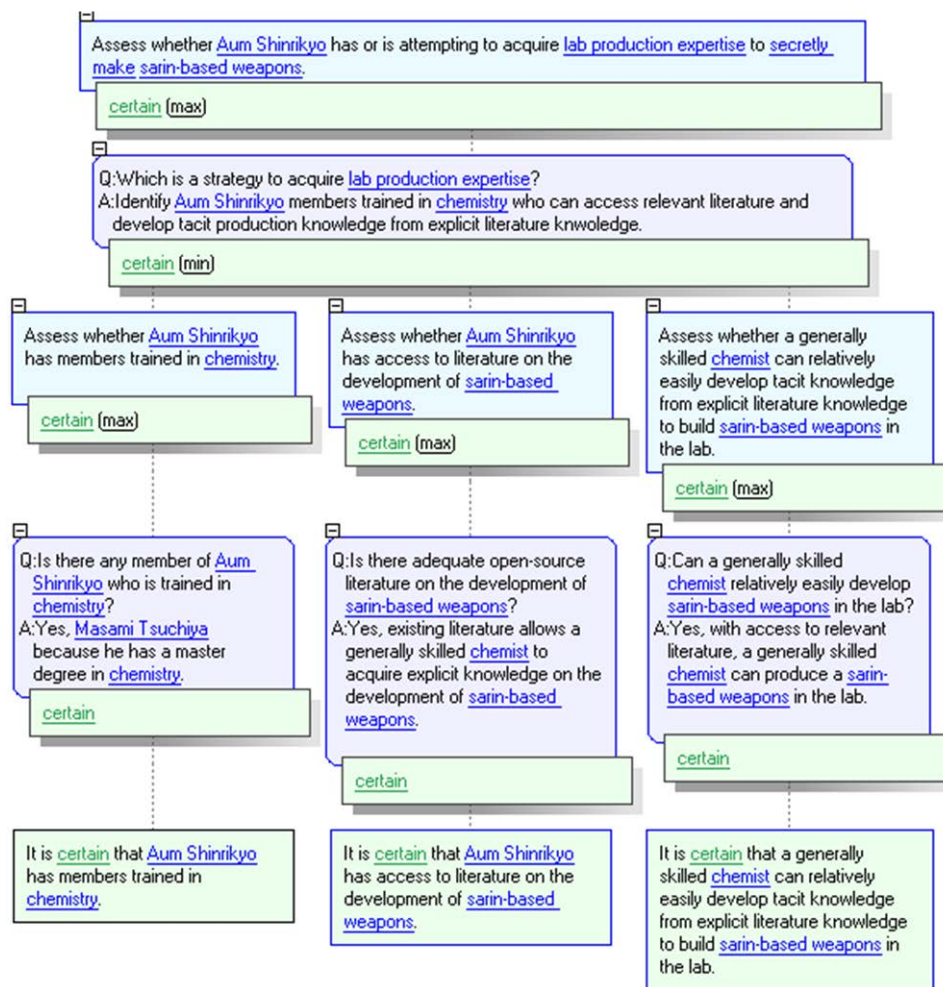 Assess whether Aum Shinrikyo has or is attempting to acquire lab production expertise to secretly
make sarin-based weapons.
certain (max)
Q:Which is a strategy to acquire lab production expertise?
A:Identify Aum Shinrikyo members trained in chemistry who can access relevant literature and
develop tacit production knowledge from explicit literature knwoledge.
certain (min)
Assess whether Aum Shinrikyo
has members trained in chemistry.
certain (max)
Assess whether Aum Shinrikyo
has access to literature on the
development of sarin-based
weapons.
certain (max)
Assess whether a generally
skilled chemist can relatively
easily develop tacit knowledge
from explicit literature knowledge
to build sarin-based weapons in
the lab.
certain (max)
Q:Is there any member of Aum
Shinrikyo who is trained in
chemistry?
A:Yes, Masami Tsuchiya
because he has a master
degree in chemistry.
certain
Q:Is there adequate open-source
literature on the development of
sarin-based weapons?
A:Yes, existing literature allows a
generally skilled chemist to
acquire explicit knowledge on the
development of sarin-based
weapons.
certain
Q:Can a generally skilled
chemist relatively easily develop
sarin-based weapons in the lab?
A:Yes, with access to relevant
literature, a generally skilled
chemist can produce a sarin-
based weapons in the lab.
certain
It is certain that Aum Shinrikyo
has members trained in
chemistry.
It is certain that Aum Shinrikyo
has access to literature on the
development of sarin-based
weapons.
It is certain that a generally
skilled chemist can relatively
easily develop tacit knowledge
from explicit literature knowledge
to build sarin-based weapons in
the lab.